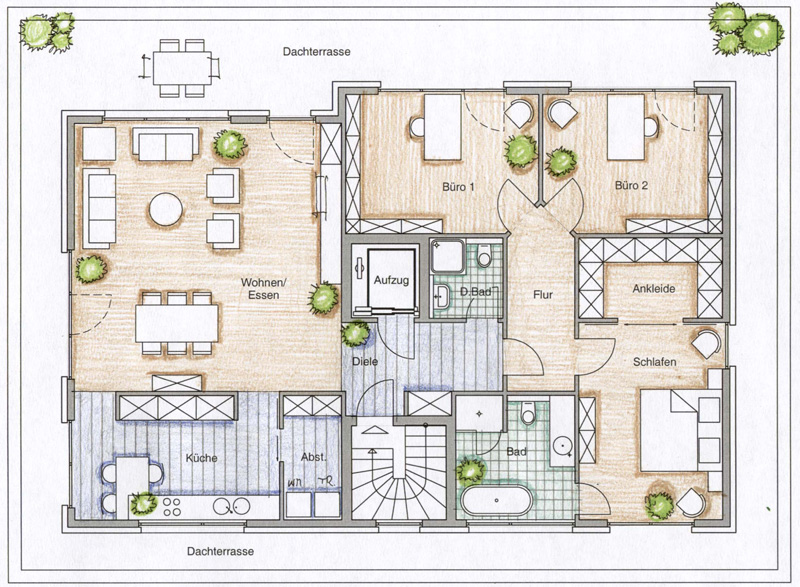 Dachterrasse
Büro 1
Büro 2
Wohnen/
Essen
Aufzug
D.Bad
Flur
Ankleide
Diele
Schlafen
Küche
Abst.
Bad
WM TR
Dachterrasse